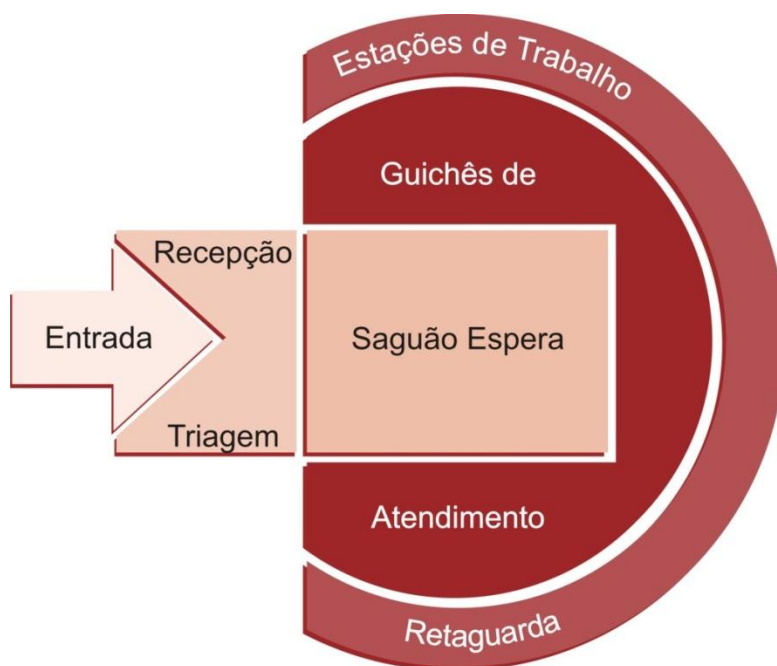 Estações de Trabalho
Guichês de
Recepção
Entrada
Saguão Espera
Triagem
Atendimento
Retaguarda